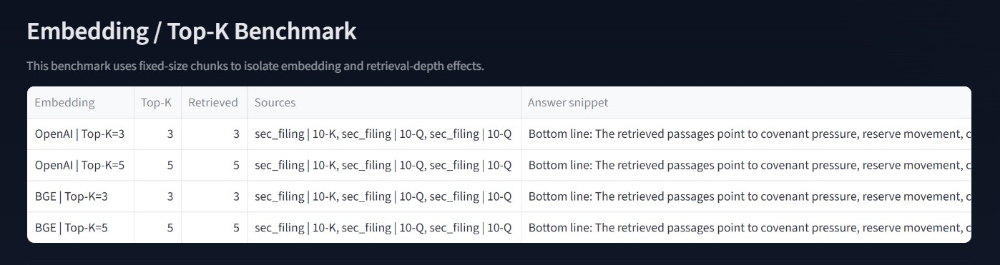 Embedding / Top-K Benchmark
This benchmark uses fixed-size chunks to isolate embedding and retrieval-depth effects.
Embedding Top-K Retrieved Sources Answer snippet
OpenAI | Top-K=3 3 3 sec_filing | 10-K, sec_filing | 10-Q, sec_filing | 10-Q Bottom line: The retrieved passages point to covenant pressure, reserve movement, c
OpenAI | Top-K=5 5 5 sec_filing | 10-K, sec_filing | 10-Q, sec_filing | 10-Q Bottom line: The retrieved passages point to covenant pressure, reserve movement, c
BGE | Top-K=3 3 3 sec_filing | 10-K, sec_filing | 10-Q, sec_filing | 10-Q Bottom line: The retrieved passages point to covenant pressure, reserve movement, c
BGE | Top-K=5 5 5 sec_filing | 10-K, sec_filing | 10-Q, sec_filing | 10-Q Bottom line: The retrieved passages point to covenant pressure, reserve movement, c